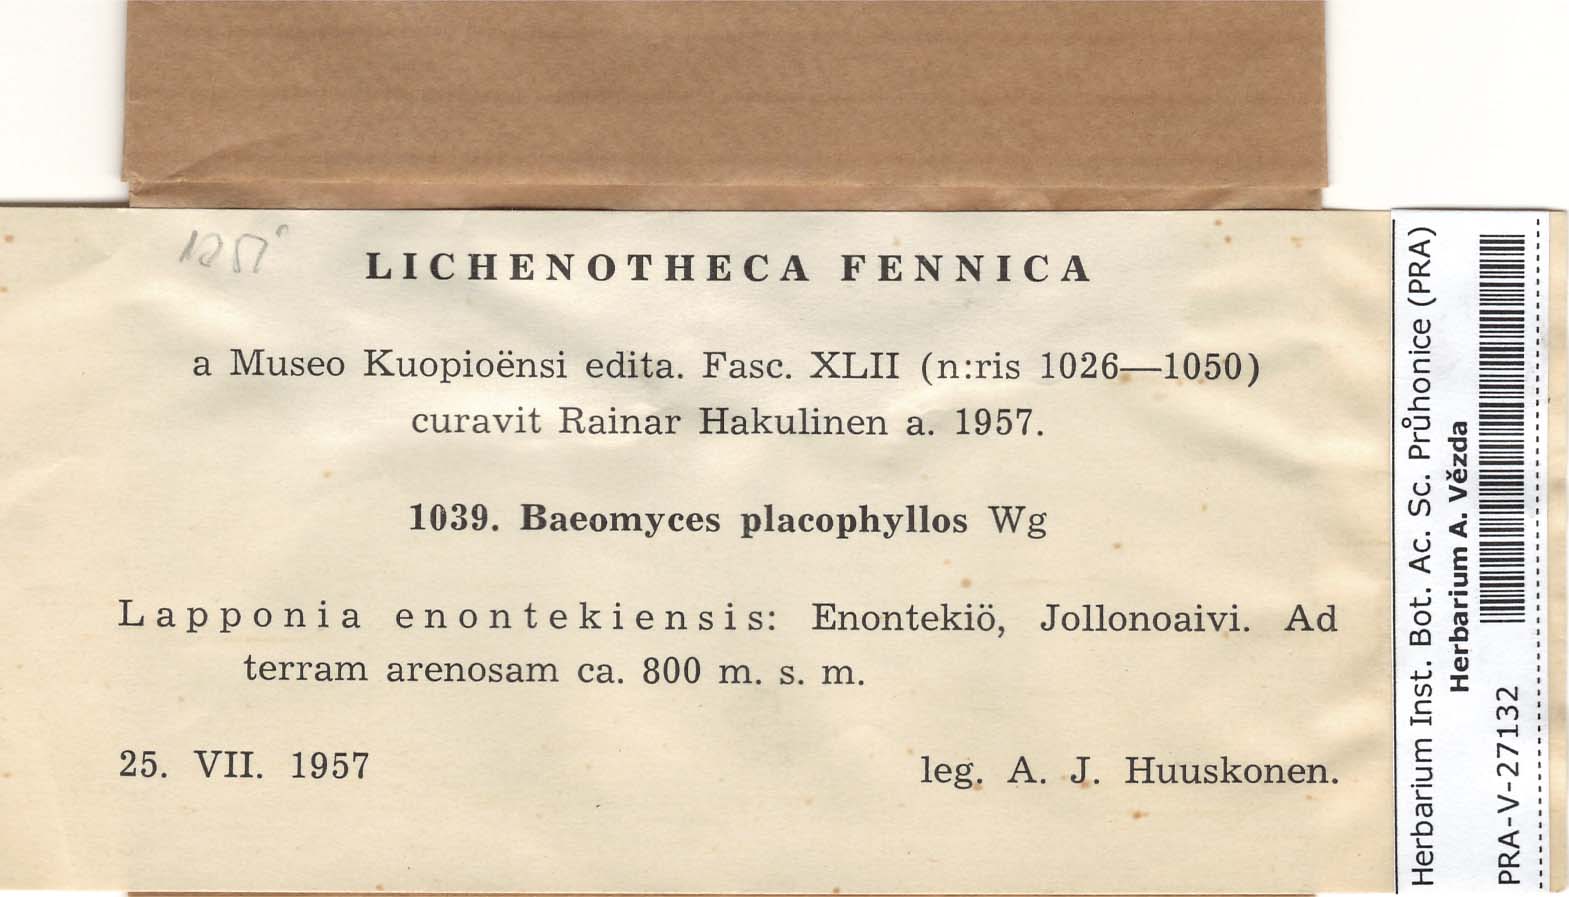 LICHENOTHECA FENNICA
a Museo Kuopioënsi edita. Fasc. XLII (n:ris 1026—1050)
curavit Rainar Hakulinen a. 1957.
1039. Baeomyces placophyllos Wg
Lapponia enontekiensis: Enontekiö, Jollonoaivi. Ad
terram arenosam ca. 800 m. s. m.
25. VII. 1957 leg. A. J. Huuskonen.
Herbarium Inst. Bot. Ac. Sc. Průhonice (PRA)
Herbarium A. Vězda
PRA-V-27132